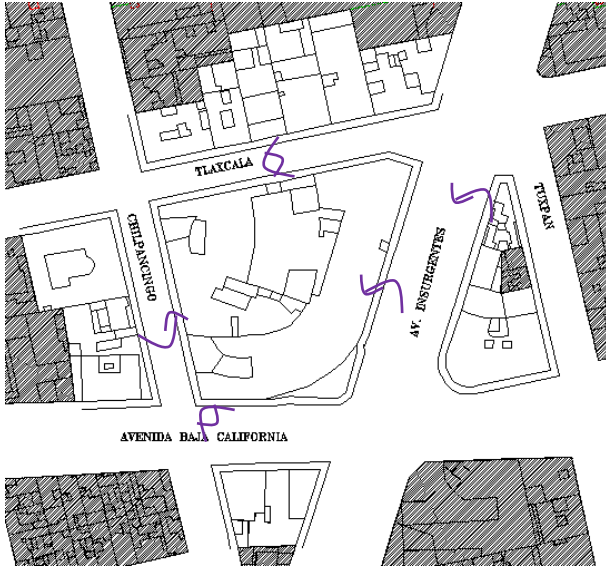 TLAXCALA
CHILPANCINGO
AV. INSURGENTES
TUXPAN
AVENIDA BAJA CALIFORNIA